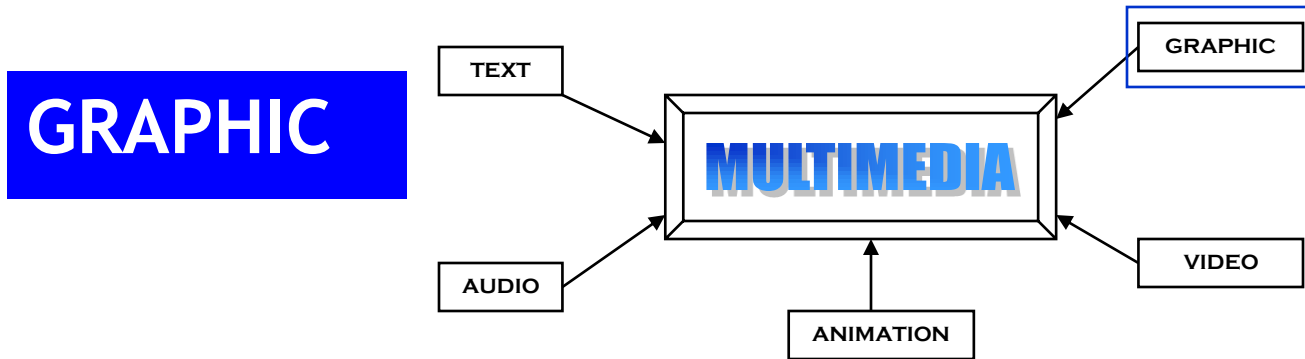 GRAPHIC
TEXT
GRAPHIC
MULTIMEDIA
AUDIO
VIDEO
ANIMATION